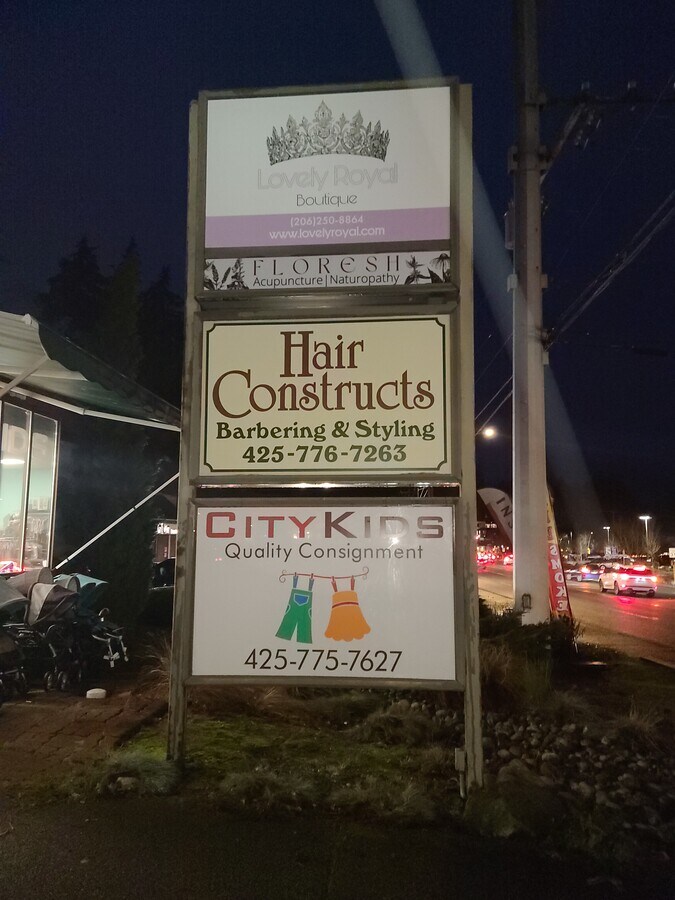 Lovely Royal
Boutique
(206)250-8864
www.lovelyroyal.com
FLORESH
Acupuncture|Naturopathy
Hair
Constructs
Barbering & Styling
425-776-7263
CITYKIDS
Quality Consignment
425-775-7627
SMOKE